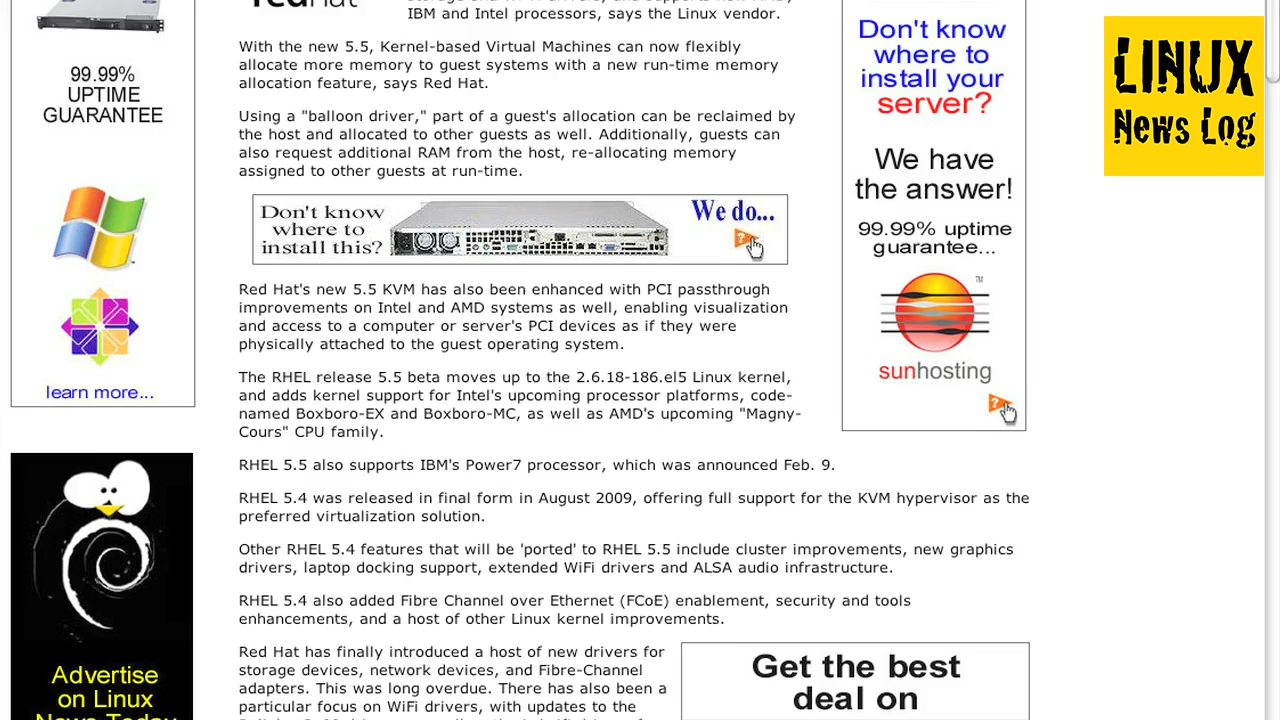 99.99%
UPTIME
GUARANTEE
learn more...
Advertise
on Linux
News Today
redhat
IBM and Intel processors, says the Linux vendor.
With the new 5.5, Kernel-based Virtual Machines can now flexibly
allocate more memory to guest systems with a new run-time memory
allocation feature, says Red Hat.
Using a "balloon driver," part of a guest's allocation can be reclaimed by
the host and allocated to other guests as well. Additionally, guests can
also request additional RAM from the host, re-allocating memory
assigned to other guests at run-time.
Don't know
where to
install this?
We do...
?
Red Hat's new 5.5 KVM has also been enhanced with PCI passthrough
improvements on Intel and AMD systems as well, enabling visualization
and access to a computer or server's PCI devices as if they were
physically attached to the guest operating system.
The RHEL release 5.5 beta moves up to the 2.6.18-186.el5 Linux kernel,
and adds kernel support for Intel's upcoming processor platforms, code-
named Boxboro-EX and Boxboro-MC, as well as AMD's upcoming "Magny-
Cours" CPU family.
RHEL 5.5 also supports IBM's Power7 processor, which was announced Feb. 9.
RHEL 5.4 was released in final form in August 2009, offering full support for the KVM hypervisor as the
preferred virtualization solution.
Other RHEL 5.4 features that will be 'ported' to RHEL 5.5 include cluster improvements, new graphics
drivers, laptop docking support, extended WiFi drivers and ALSA audio infrastructure.
RHEL 5.4 also added Fibre Channel over Ethernet (FCoE) enablement, security and tools
enhancements, and a host of other Linux kernel improvements.
Red Hat has finally introduced a host of new drivers for
storage devices, network devices, and Fibre-Channel
adapters. This was long overdue. There has also been a
particular focus on WiFi drivers, with updates to the
Get the best
deal on
Don't know
where to
install your
server?
We have
the answer!
99.99% uptime
guarantee...
TM
sunhosting
?
LINUX
News Log